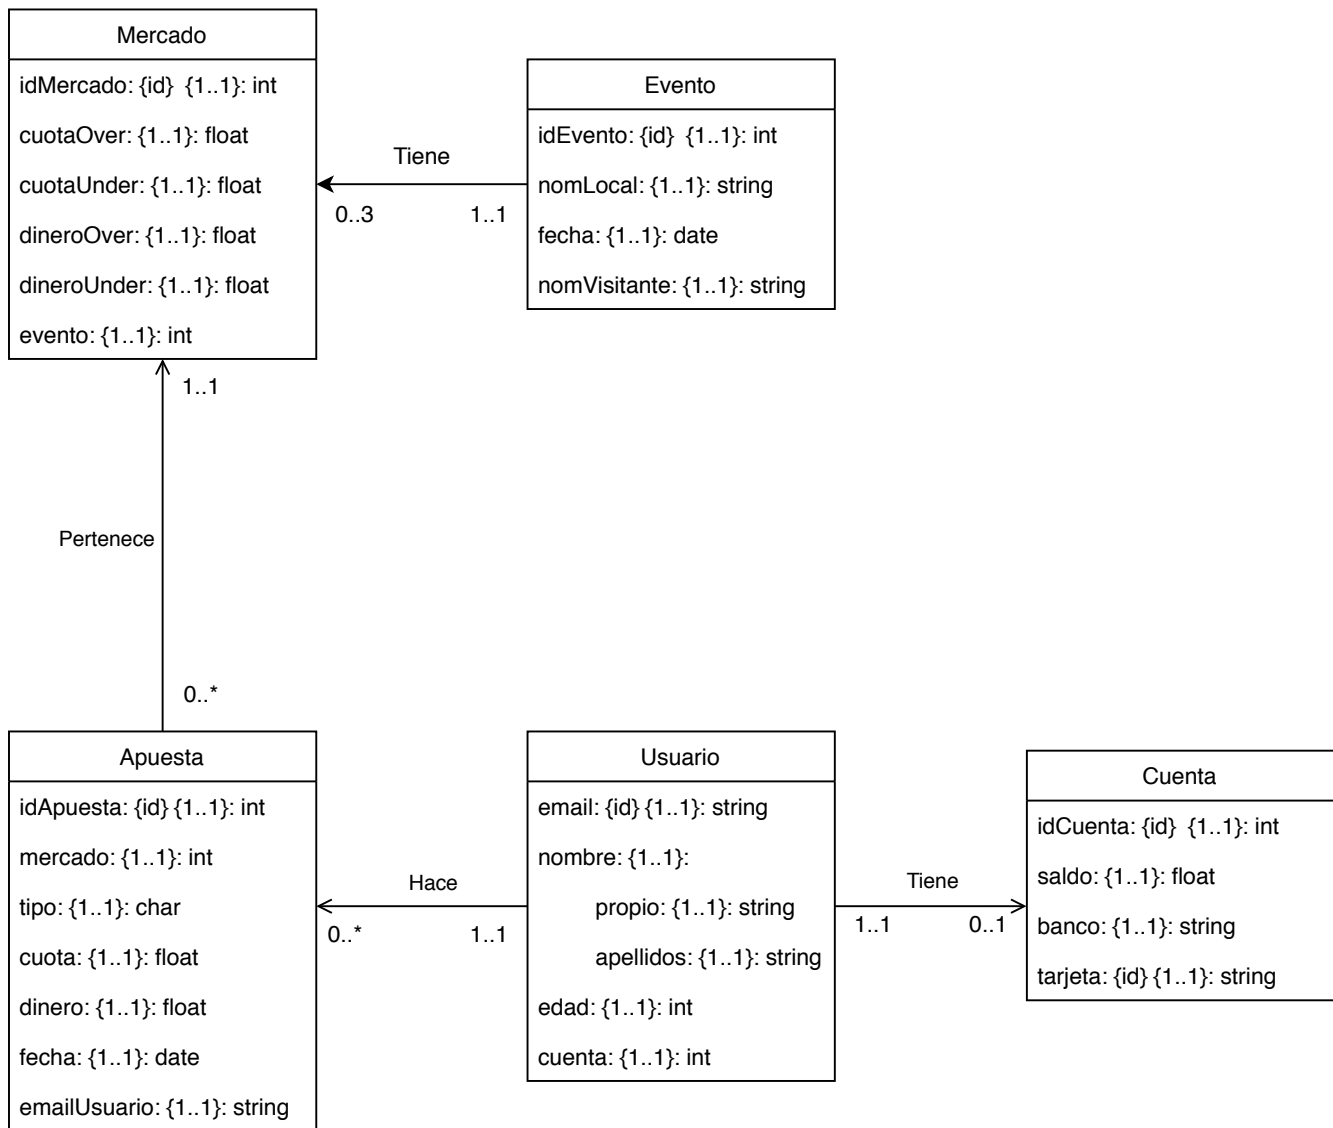 Mercado
idMercado: {id} {1..1}: int
cuotaOver: {1..1}: float
cuotaUnder: {1..1}: float
dineroOver: {1..1}: float
dineroUnder: {1..1}: float
evento: {1..1}: int
Evento
idEvento: {id} {1..1}: int
nomLocal: {1..1}: string
fecha: {1..1}: date
nomVisitante: {1..1}: string
Tiene
0..3
1..1
1..1
Pertenece
0..*
Apuesta
idApuesta: {id} {1..1}: int
mercado: {1..1}: int
tipo: {1..1}: char
cuota: {1..1}: float
dinero: {1..1}: float
fecha: {1..1}: date
emailUsuario: {1..1}: string
Hace
0..*
1..1
Usuario
email: {id} {1..1}: string
nombre: {1..1}:
propio: {1..1}: string
apellidos: {1..1}: string
edad: {1..1}: int
cuenta: {1..1}: int
Tiene
1..1
0..1
Cuenta
idCuenta: {id} {1..1}: int
saldo: {1..1}: float
banco: {1..1}: string
tarjeta: {id} {1..1}: string